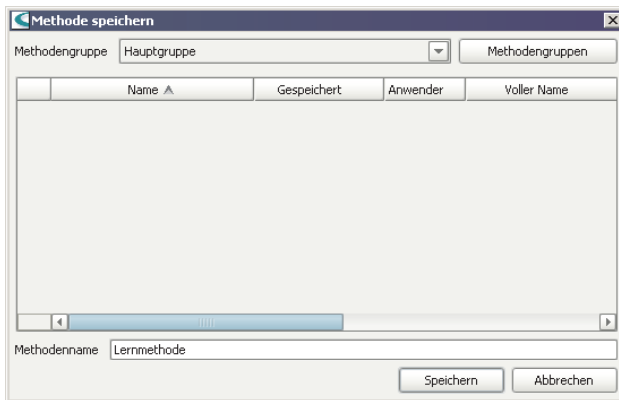 Methode speichern
Methodengruppe Hauptgruppe Methodengruppen
Name Gespeichert Anwender Voller Name
Methodenname Lernmethode
Speichern Abbrechen